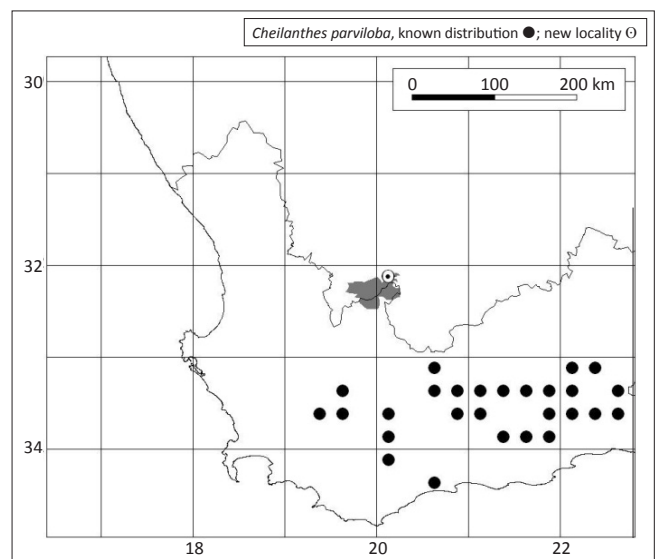 Cheilanthes parviloba, known distribution ●; new locality ʘ
0 100 200 km
30
32
34
18 20 22